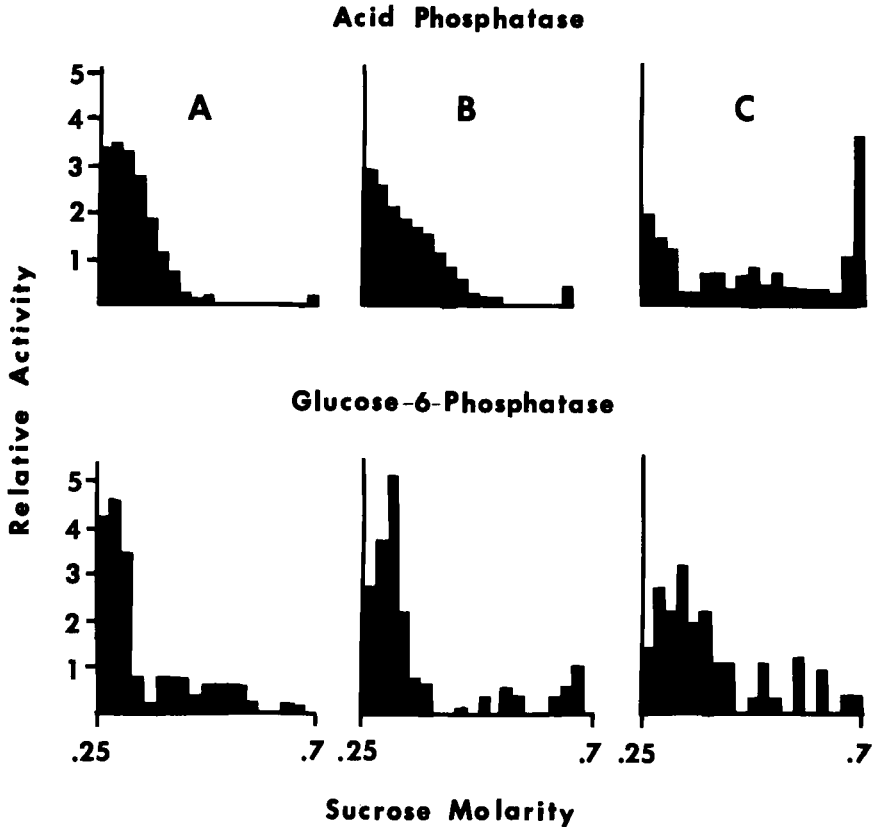 Acid Phosphatase
5
4
3
2
1
A
B
C
Relative Activity
Glucose-6-Phosphatase
5
4
3
2
1
.25 .7 .25 .7 .25 .7
Sucrose Molarity